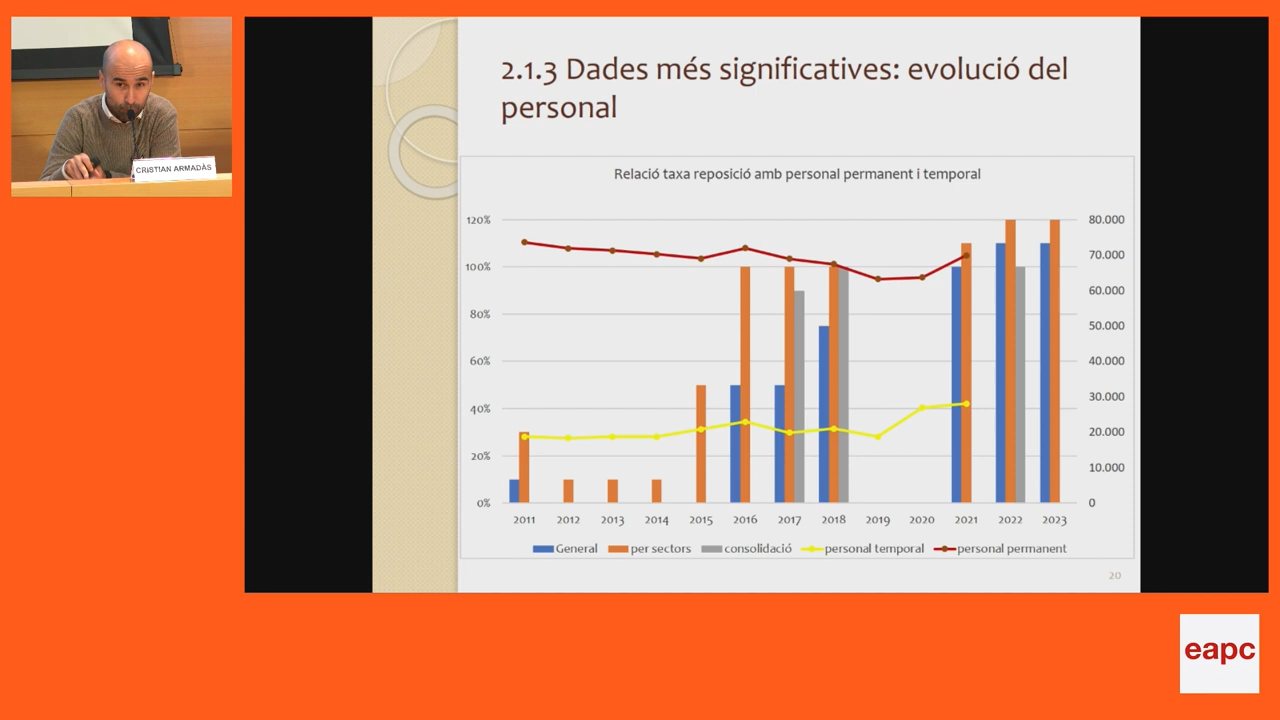 CRISTIAN ARMADÀS
2.1.3 Dades més significatives: evolució del
personal
Relació taxa reposició amb personal permanent i temporal
120%
100%
80%
60%
40%
20%
0%
80.000
70.000
60.000
50.000
40.000
30.000
20.000
10.000
0
2011 2012 2013 2014 2015 2016 2017 2018 2019 2020 2021 2022 2023
General per sectors consolidació personal temporal personal permanent
20
eapc